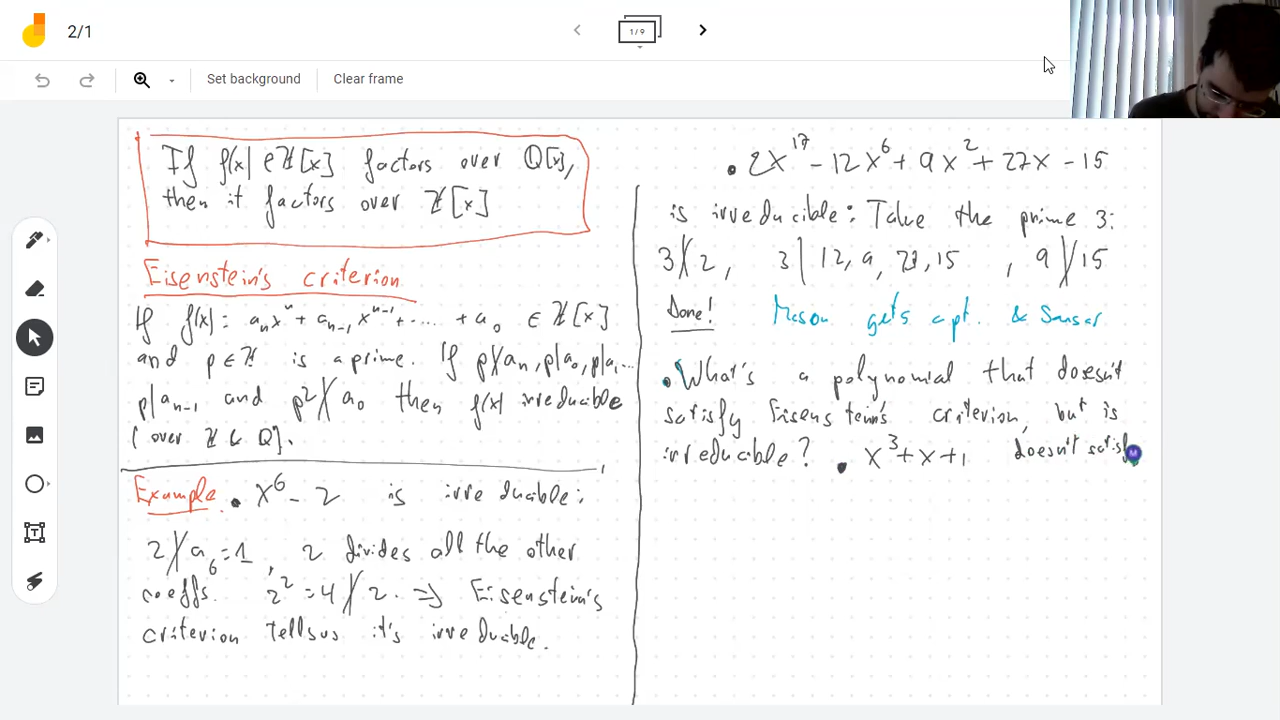 2/1
1/9
Set background
Clear frame
If f(x) ∈ ℤ[x] factors over ℚ[x],
then it factors over ℤ[x]
Eisenstein's criterion
If f(x) = aₙxⁿ + aₙ₋₁xⁿ⁻¹ + .... + a₀ ∈ ℤ[x]
and p ∈ ℤ is a prime. If p∤aₙ, p|a₀, p|a₁...
p|aₙ₋₁ and p²∤a₀ then f(x) irreducible
(over ℤ & ℚ).
Example. • x⁶ - 2 is irreducible:
2∤a₆=1, 2 divides all the other
coeffs. 2²=4∤2. ⇒ Eisenstein's
criterion tells us it's irreducible.
• 2x¹⁷ - 12x⁶ + 9x² + 27x - 15
is irreducible: Take the prime 3:
3∤2, 3 | 12, 9, 27, 15, 9∤15
Done! Mason gets a pt. & Sansar
• What's a polynomial that doesn't
satisfy Eisenstein's criterion, but is
irreducible? • x³+x+1 doesn't satisfy
M